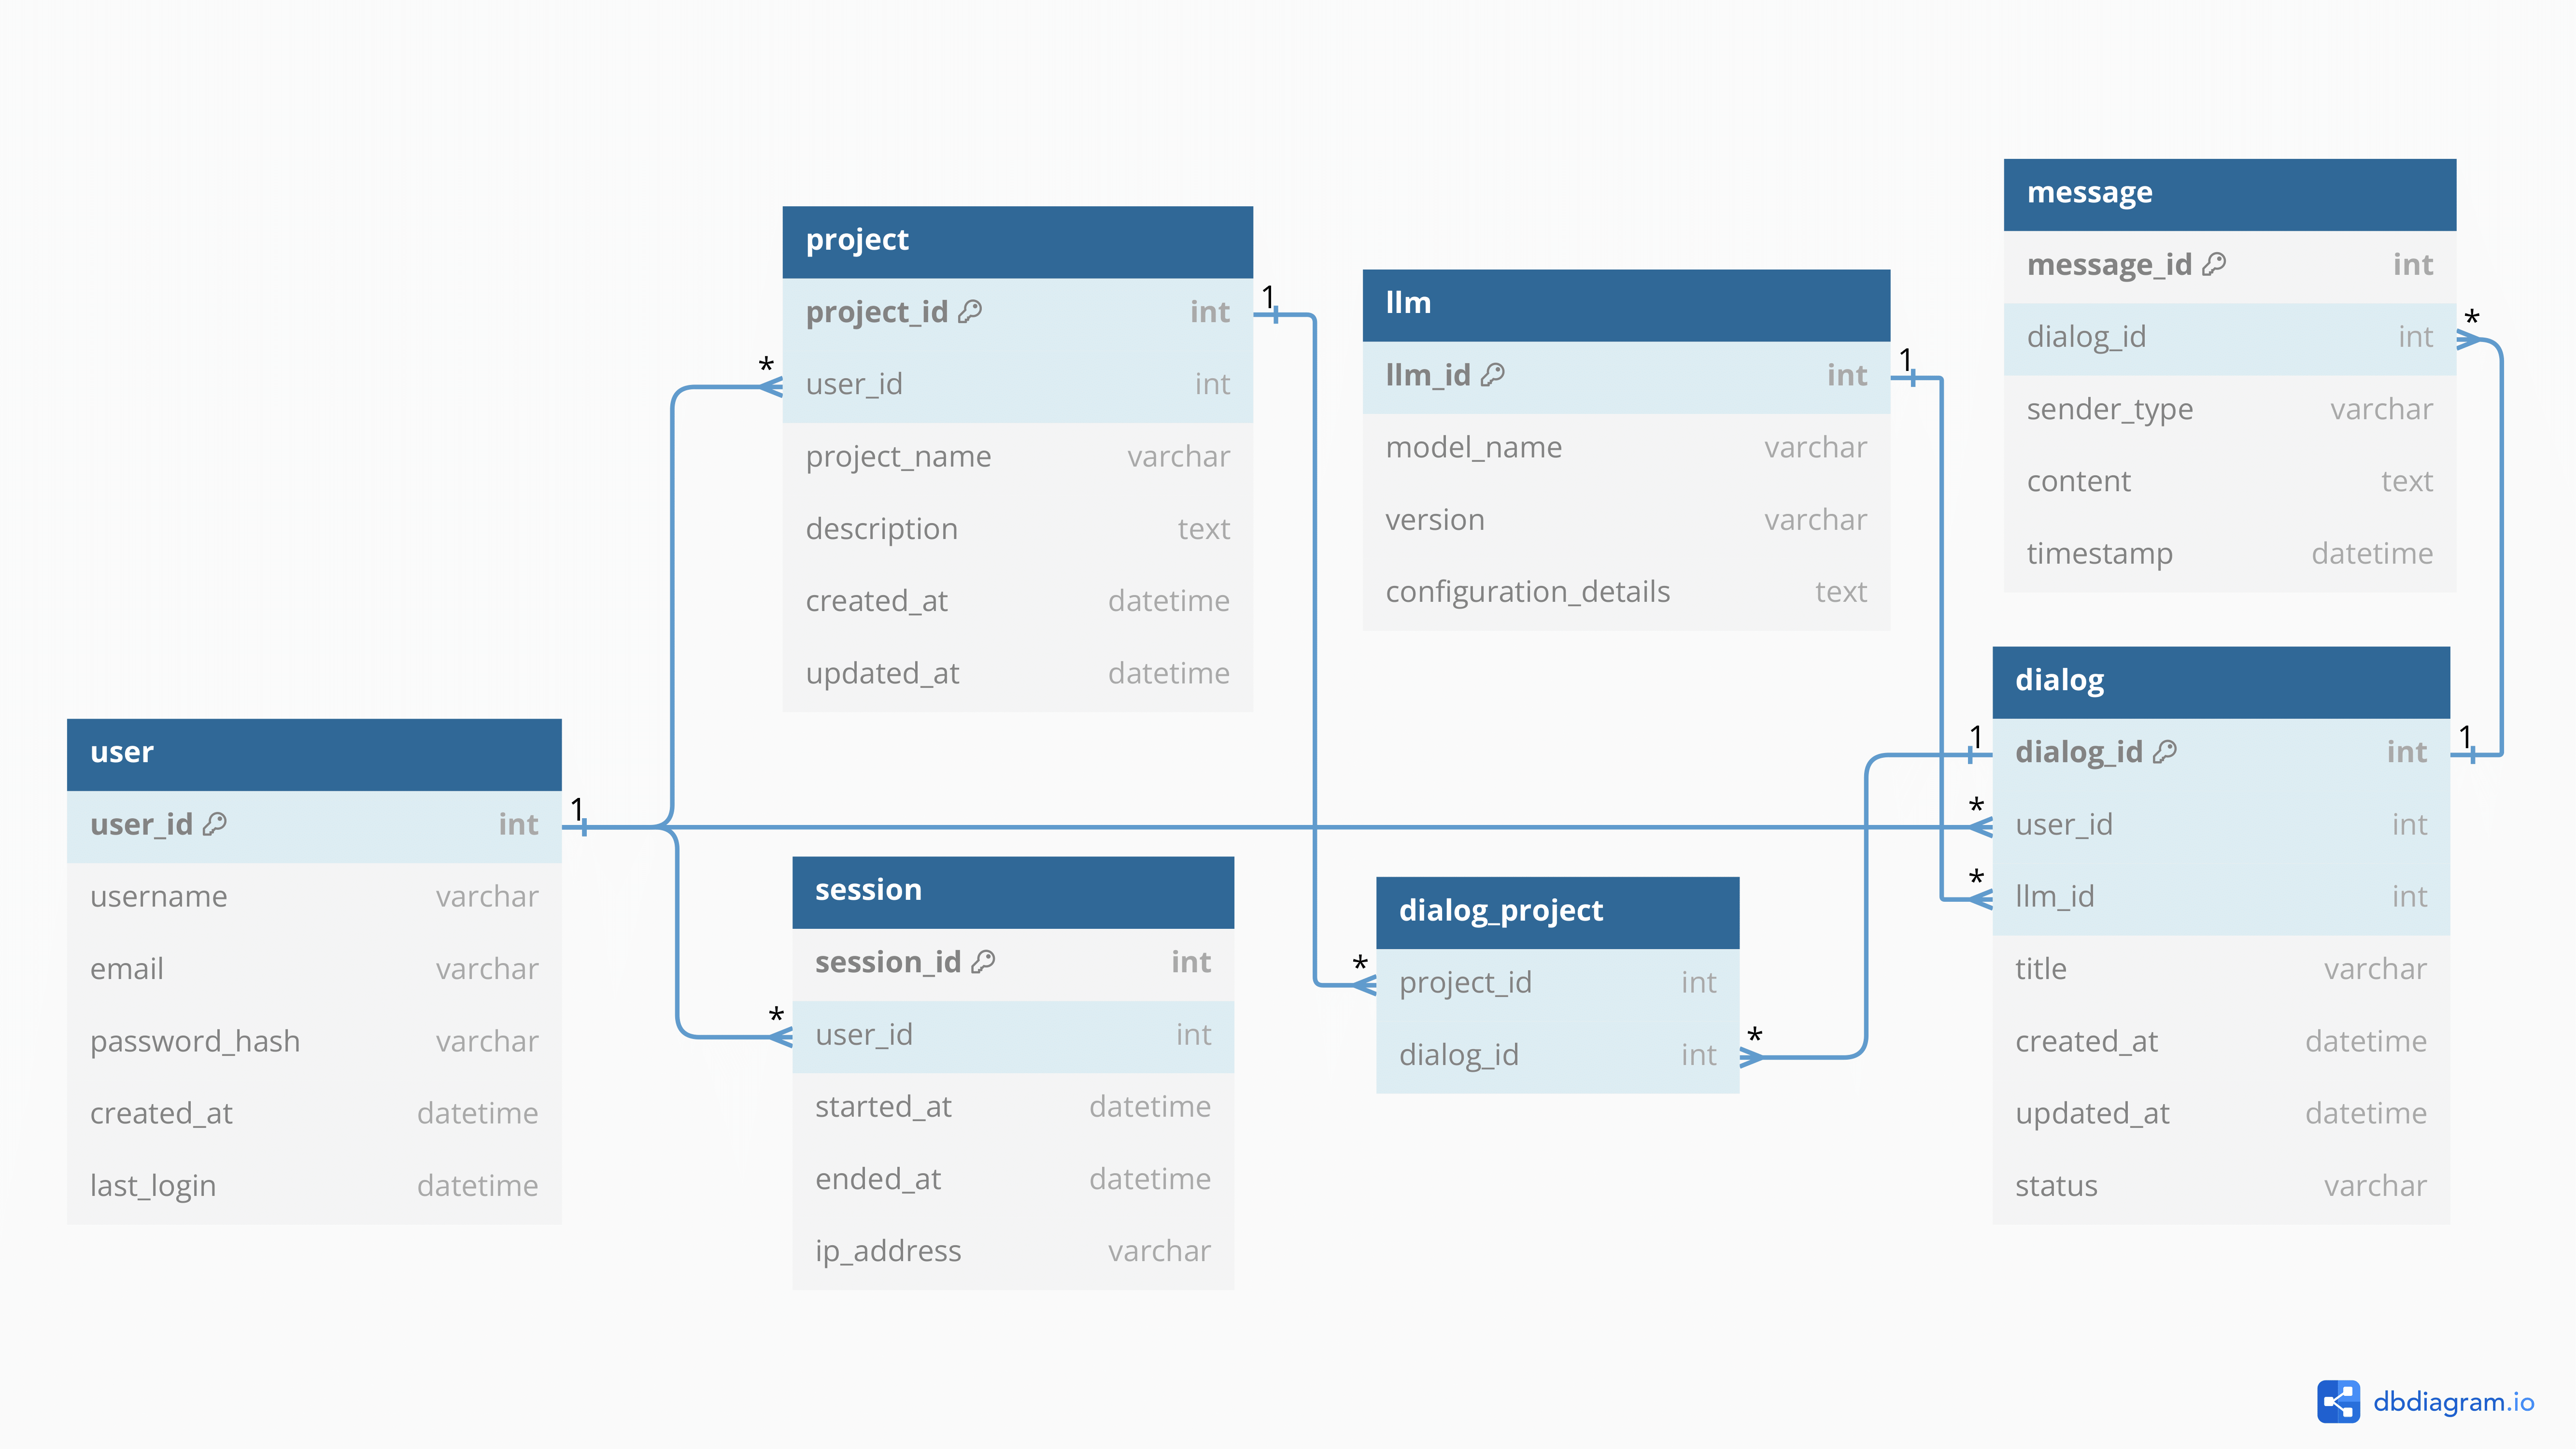 project
project_id int
user_id int
project_name varchar
description text
created_at datetime
updated_at datetime
1
*
llm
llm_id int
model_name varchar
version varchar
configuration_details text
1
message
message_id int
dialog_id int
sender_type varchar
content text
timestamp datetime
*
user
user_id int
username varchar
email varchar
password_hash varchar
created_at datetime
last_login datetime
1
session
session_id int
user_id int
started_at datetime
ended_at datetime
ip_address varchar
*
dialog_project
project_id int
dialog_id int
*
*
dialog
dialog_id int
user_id int
llm_id int
title varchar
created_at datetime
updated_at datetime
status varchar
1
1
*
*
dbdiagram.io